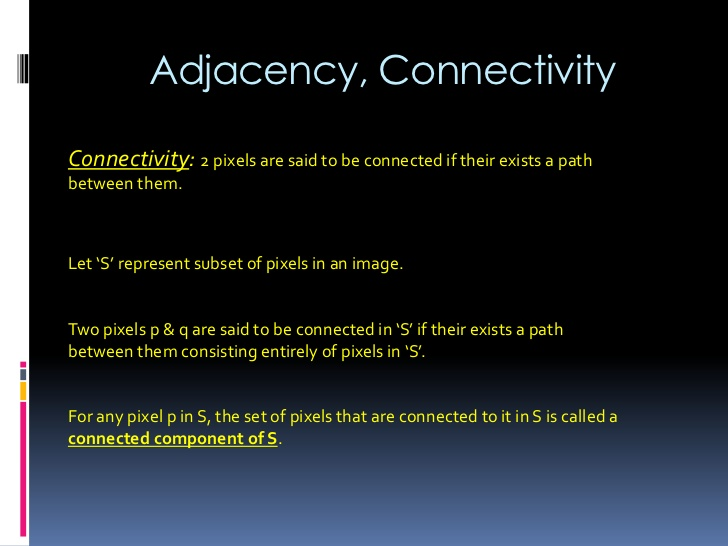 Adjacency, Connectivity
Connectivity: 2 pixels are said to be connected if their exists a path
between them.
Let ‘S’ represent subset of pixels in an image.
Two pixels p & q are said to be connected in ‘S’ if their exists a path
between them consisting entirely of pixels in ‘S’.
For any pixel p in S, the set of pixels that are connected to it in S is called a
connected component of S.